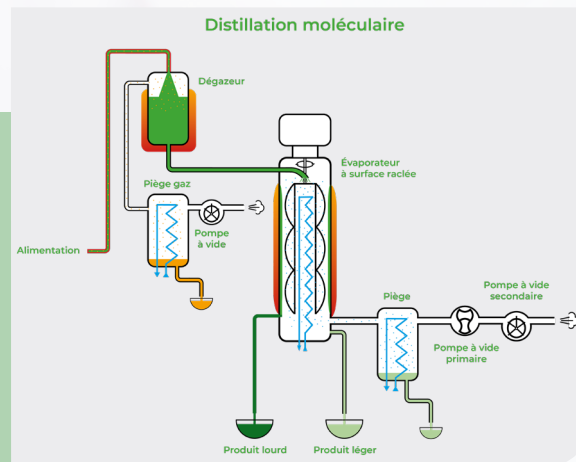 Distillation moléculaire
Dégazeur
Évaporateur
à surface raclée
Piège gaz
Pompe
à vide
Alimentation
Piège
Pompe à vide
secondaire
Pompe à vide
primaire
Produit lourd
Produit léger